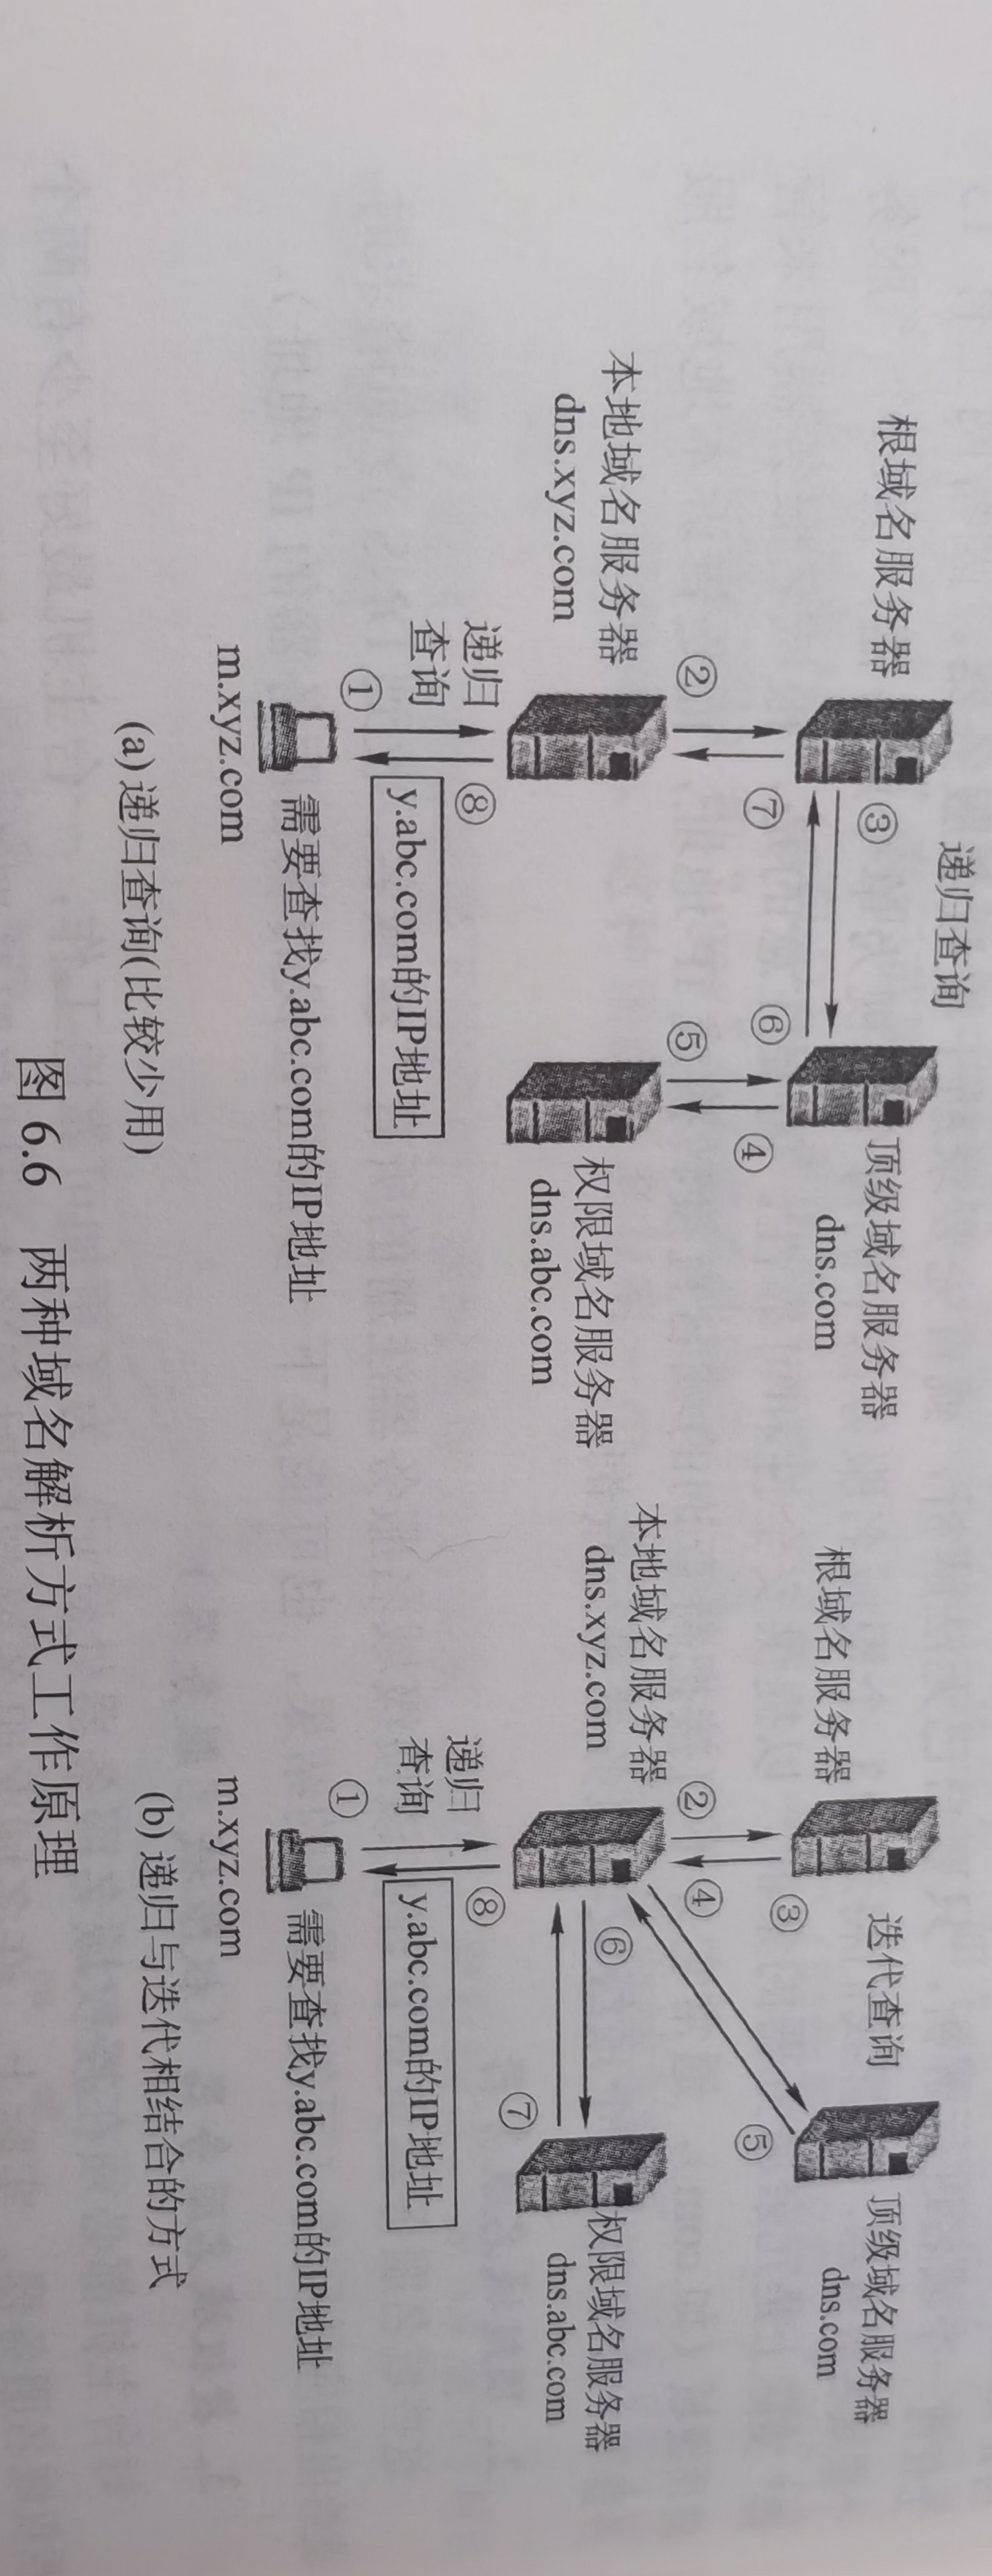 递归查询
根域名服务器
③
顶级域名服务器
dns.com
⑦
⑥
④
②
⑤
本地域名服务器
dns.xyz.com
权限域名服务器
dns.abc.com
递归
查询
⑧
y.abc.com的IP地址
①
需要查找y.abc.com的IP地址
m.xyz.com
(a) 递归查询(比较少用)
迭代查询
根域名服务器
顶级域名服务器
dns.com
③
⑤
②
④
本地域名服务器
dns.xyz.com
⑥
权限域名服务器
dns.abc.com
⑦
递归
查询
⑧
y.abc.com的IP地址
①
需要查找y.abc.com的IP地址
m.xyz.com
(b) 递归与迭代相结合的方式
图 6.6 两种域名解析方式工作原理